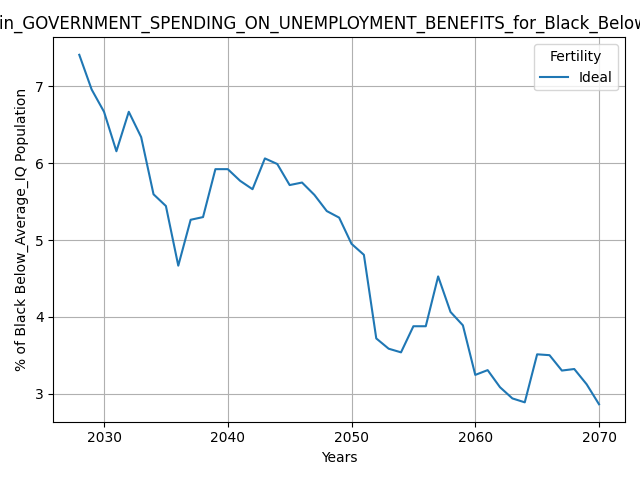 in_GOVERNMENT_SPENDING_ON_UNEMPLOYMENT_BENEFITS_for_Black_Below
Fertility
Ideal
% of Black Below_Average_IQ Population
7
6
5
4
3
2030 2040 2050 2060 2070
Years